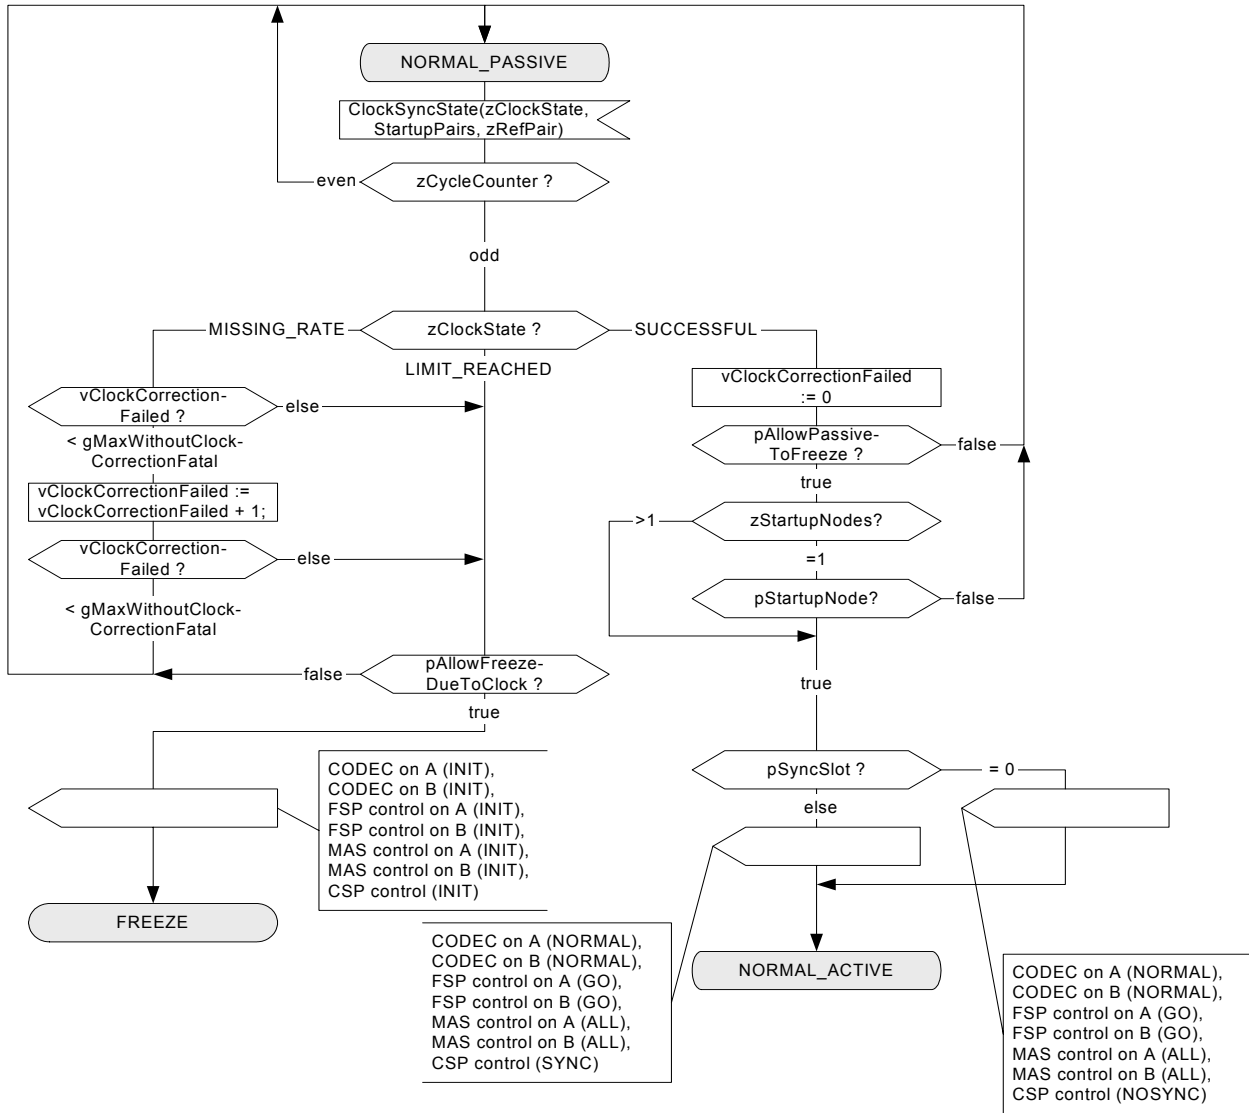 NORMAL_PASSIVE
ClockSyncState(zClockState,
StartupPairs, zRefPair)
even
zCycleCounter ?
odd
MISSING_RATE
zClockState ?
SUCCESSFUL
LIMIT_REACHED
vClockCorrection-
Failed ?
else
< gMaxWithoutClock-
CorrectionFatal
vClockCorrectionFailed :=
vClockCorrectionFailed + 1;
vClockCorrection-
Failed ?
else
< gMaxWithoutClock-
CorrectionFatal
vClockCorrectionFailed
:= 0
pAllowPassive-
ToFreeze ?
false
true
>1
zStartupNodes?
=1
pStartupNode?
false
true
false
pAllowFreeze-
DueToClock ?
true
CODEC on A (INIT),
CODEC on B (INIT),
FSP control on A (INIT),
FSP control on B (INIT),
MAS control on A (INIT),
MAS control on B (INIT),
CSP control (INIT)
FREEZE
pSyncSlot ?
= 0
else
CODEC on A (NORMAL),
CODEC on B (NORMAL),
FSP control on A (GO),
FSP control on B (GO),
MAS control on A (ALL),
MAS control on B (ALL),
CSP control (SYNC)
NORMAL_ACTIVE
CODEC on A (NORMAL),
CODEC on B (NORMAL),
FSP control on A (GO),
FSP control on B (GO),
MAS control on A (ALL),
MAS control on B (ALL),
CSP control (NOSYNC)